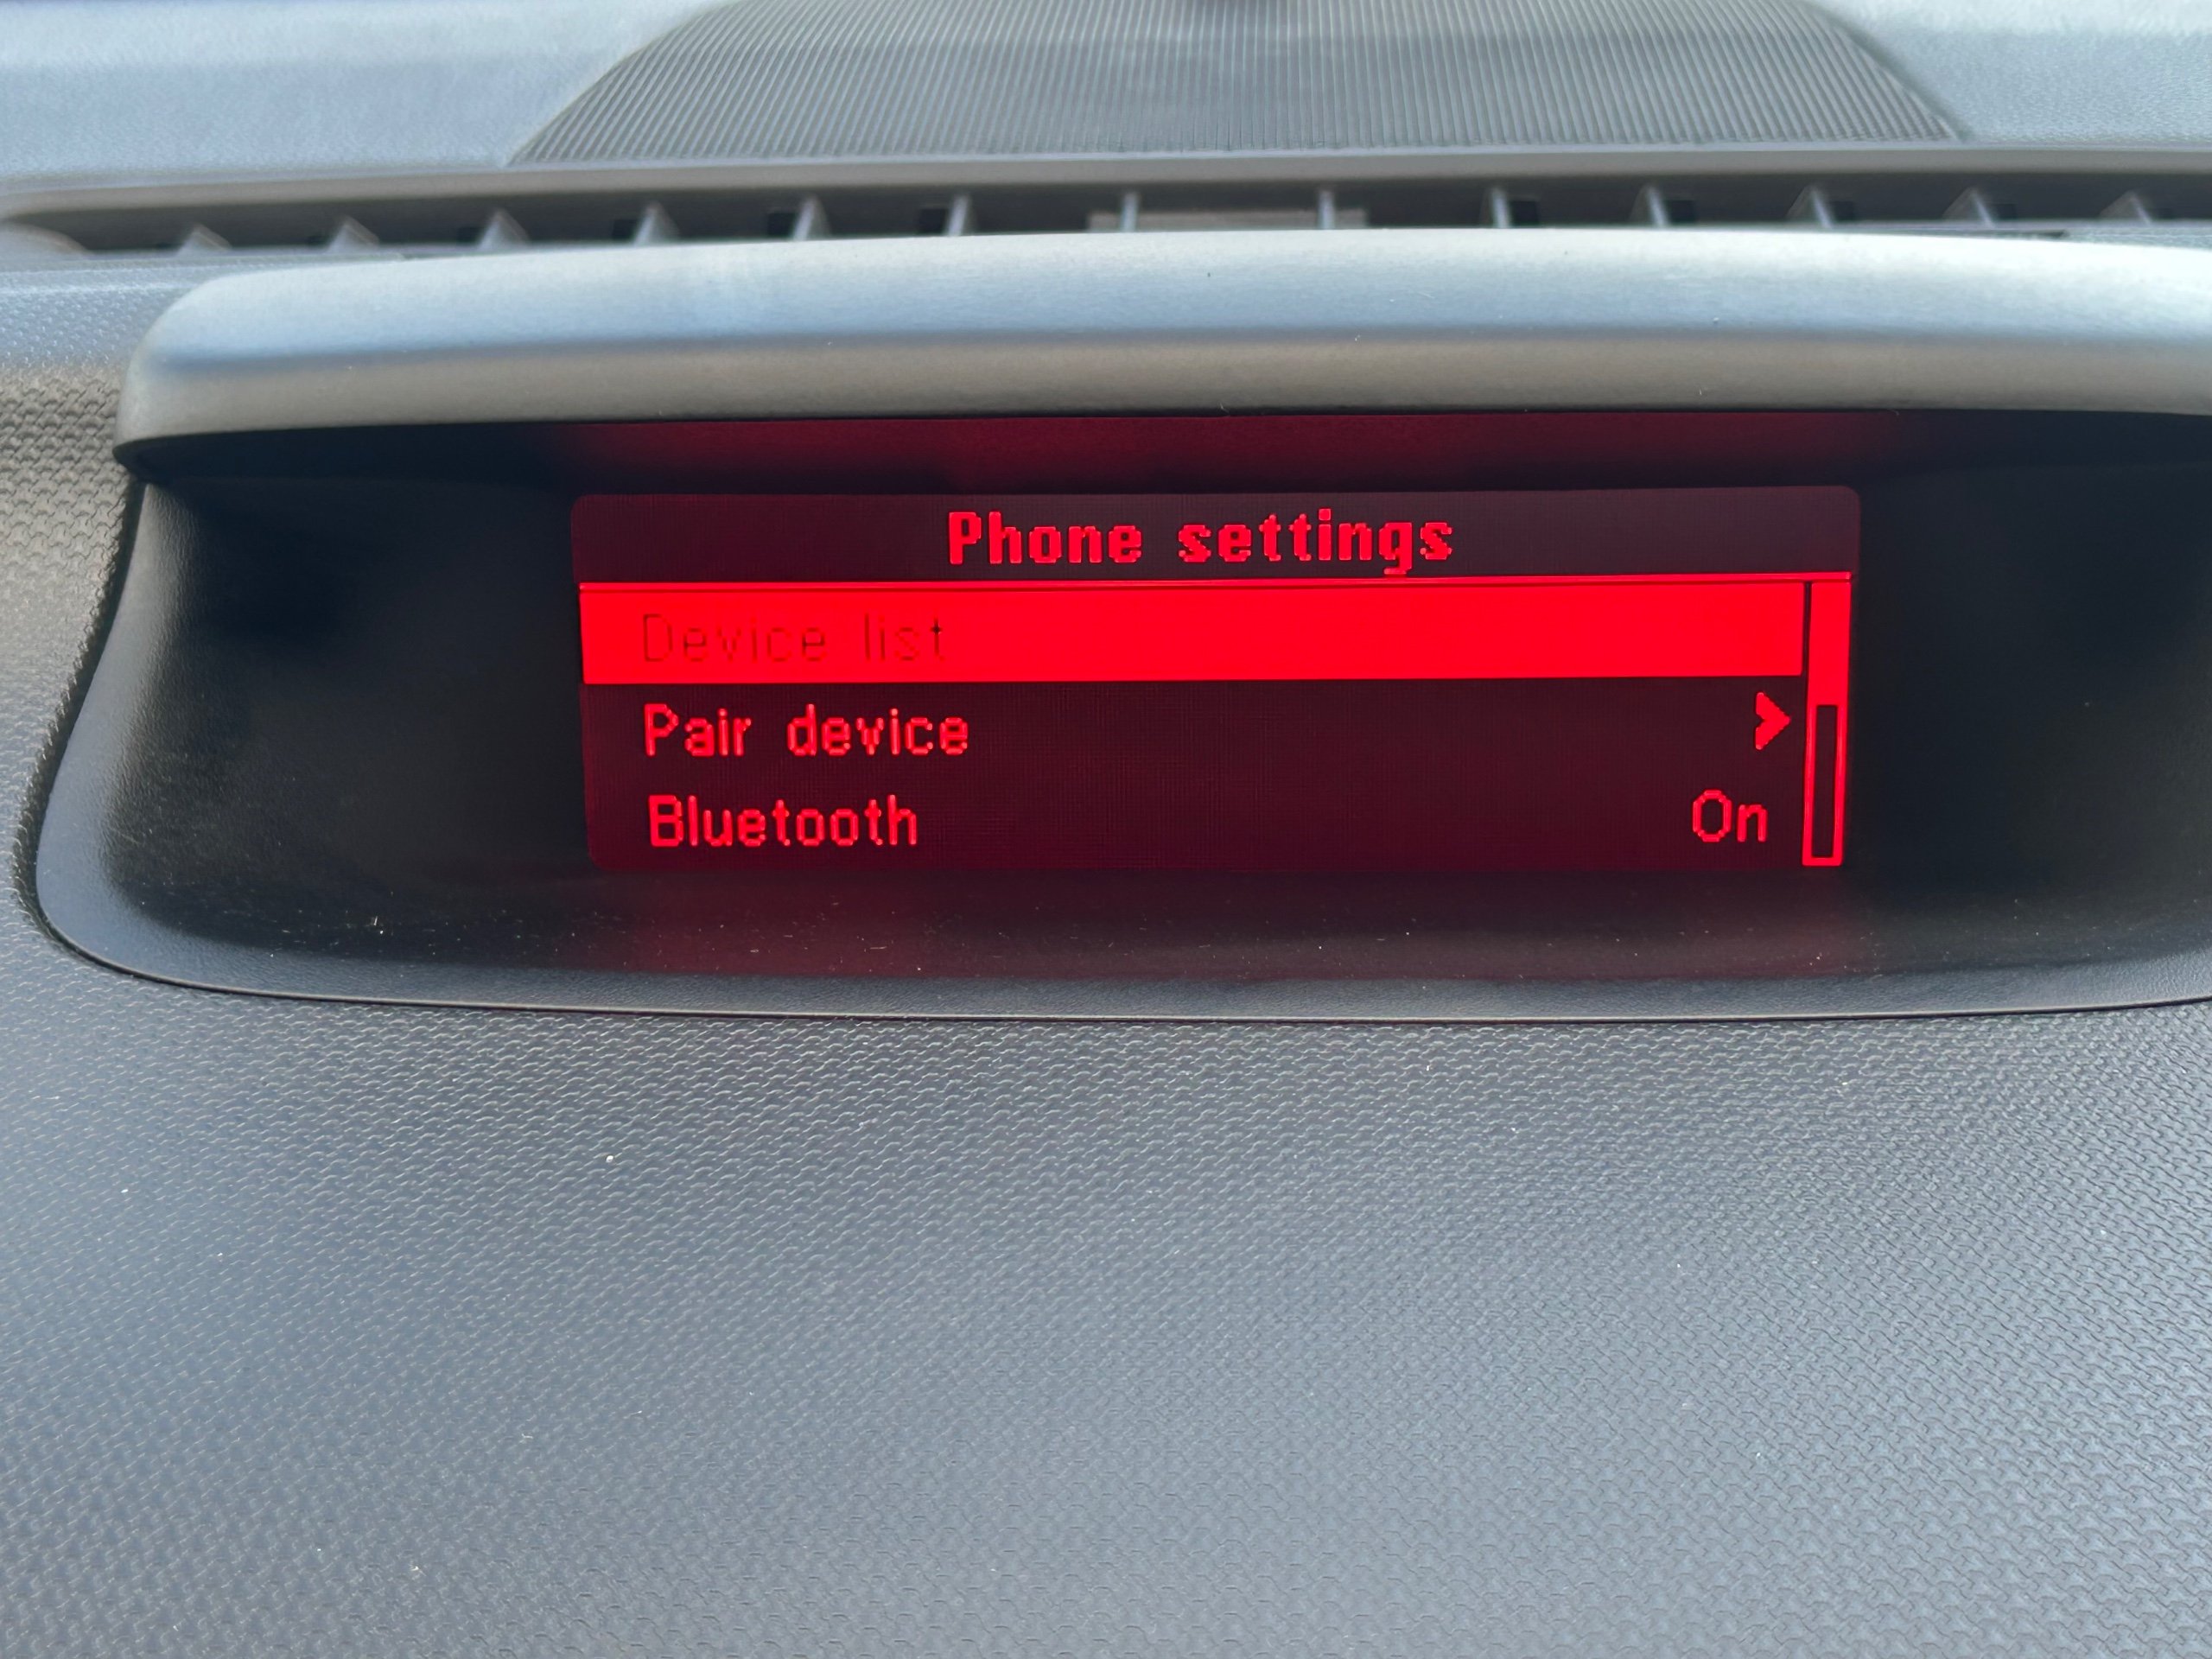 Phone settings
Device list
Pair device
Bluetooth On